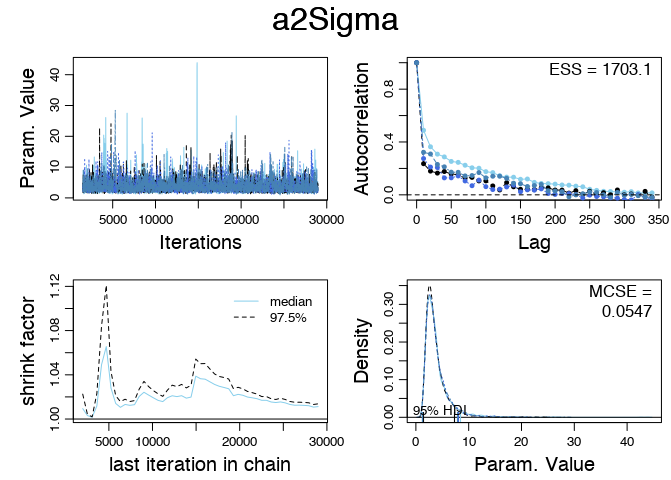 a2Sigma
Param. Value
0 10 20 30 40
5000 10000 20000 30000
Iterations
Autocorrelation
0.0 0.4 0.8
ESS = 1703.1
0 50 100 150 200 250 300 350
Lag
shrink factor
1.00 1.04 1.08 1.12
median
97.5%
5000 10000 20000 30000
last iteration in chain
Density
0.00 0.10 0.20 0.30
MCSE =
0.0547
95% HDI
0 10 20 30 40
Param. Value